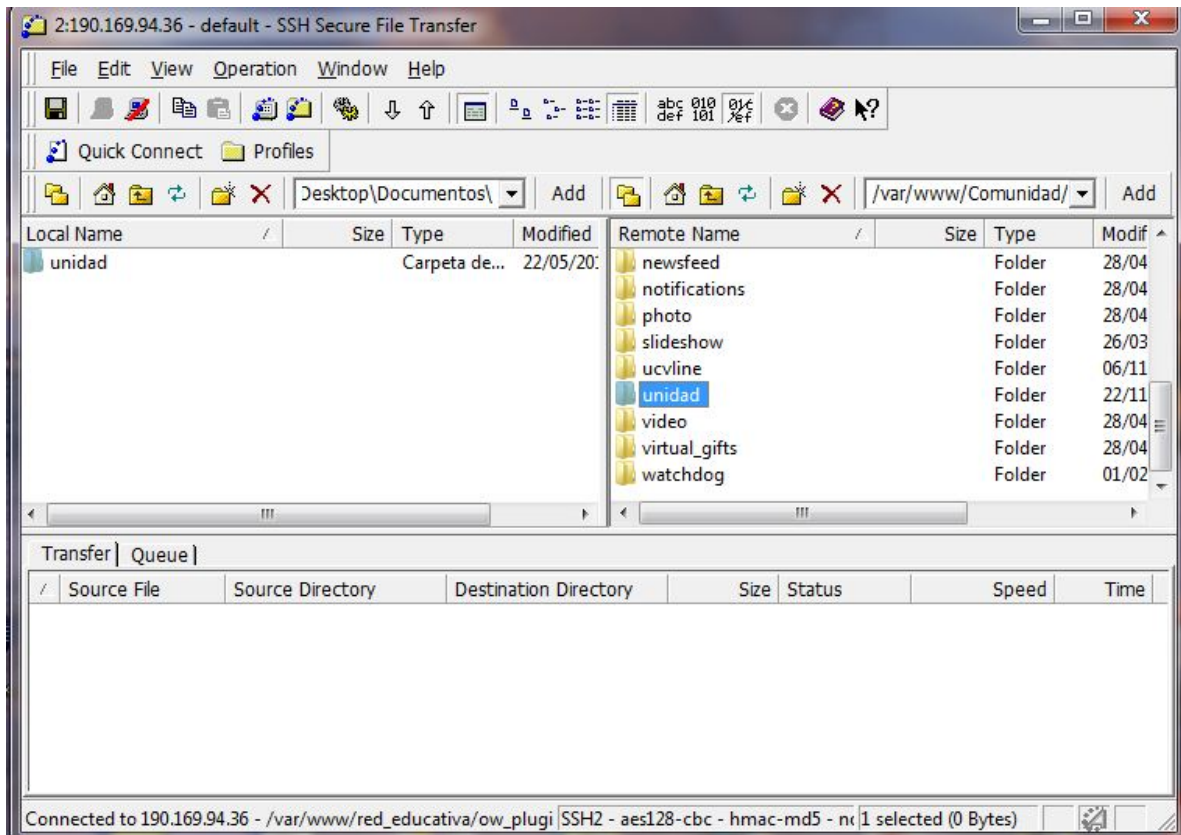 2:190.169.94.36 - default - SSH Secure File Transfer
File Edit View Operation Window Help
abc 010
def 101
Quick Connect Profiles
Desktop\Documentos\ Add /var/www/Comunidad/ Add
Local Name / Size Type Modified Remote Name / Size Type Modif
unidad Carpeta de... 22/05/20 newsfeed Folder 28/04
notifications Folder 28/04
photo Folder 28/04
slideshow Folder 26/03
ucvline Folder 06/11
unidad Folder 22/11
video Folder 28/04
virtual_gifts Folder 28/04
watchdog Folder 01/02
Transfer Queue
/ Source File Source Directory Destination Directory Size Status Speed Time
Connected to 190.169.94.36 - /var/www/red_educativa/ow_plugi SSH2 - aes128-cbc - hmac-md5 - nc 1 selected (0 Bytes)